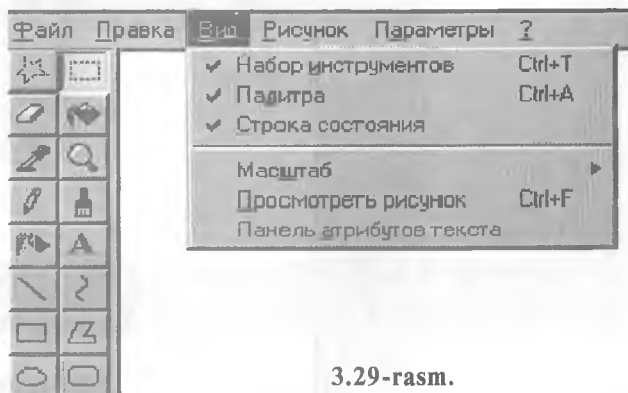 Файл Правка Вид Рисунок Параметры ?
Набор инструментов Ctrl+T
Палитра Ctrl+A
Строка состояния
Масштаб
Просмотреть рисунок Ctrl+F
Панель атрибутов текста
A
3.29-rasm.